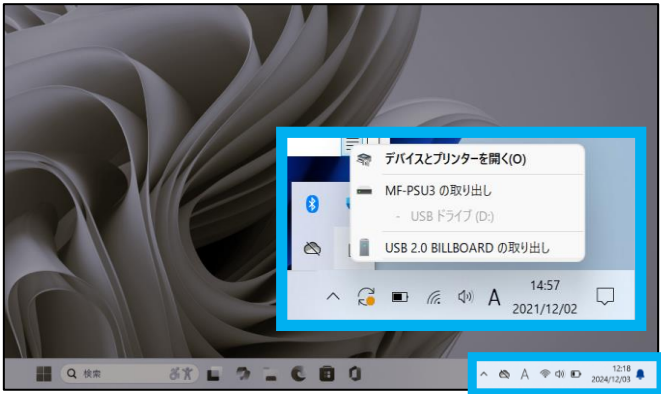 デバイスとプリンターを開く(O)
MF-PSU3 の取り出し
- USB ドライブ (D:)
USB 2.0 BILLBOARD の取り出し
A
14:57
2021/12/02
検索
A
12:18
2024/12/03